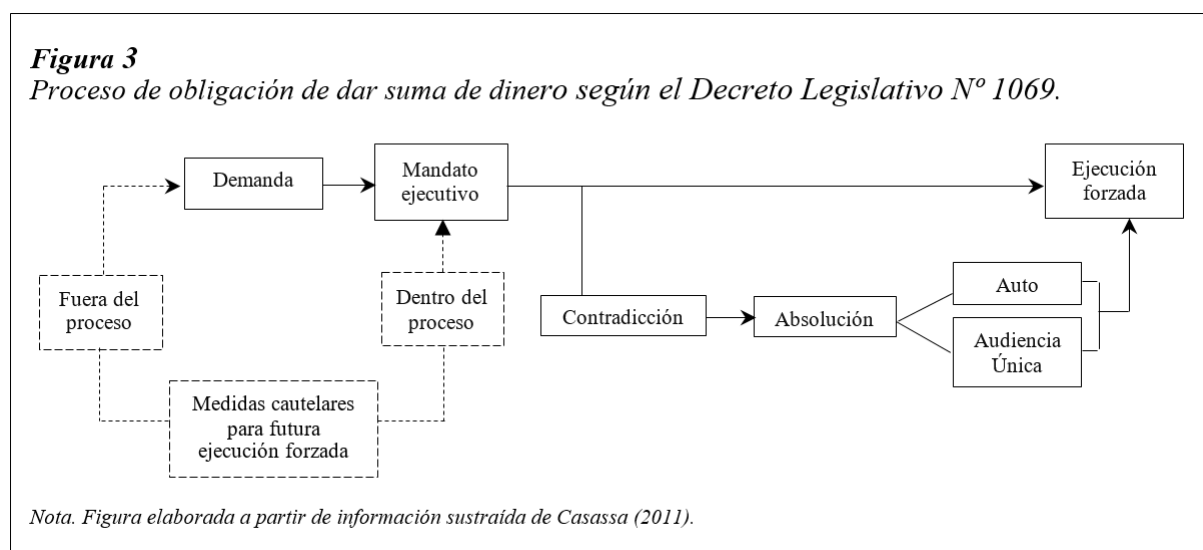 Figura 3
Proceso de obligación de dar suma de dinero según el Decreto Legislativo Nº 1069.
Demanda
Mandato
ejecutivo
Ejecución
forzada
Fuera del
proceso
Dentro del
proceso
Contradicción
Absolución
Auto
Audiencia
Única
Medidas cautelares
para futura
ejecución forzada
Nota. Figura elaborada a partir de información sustraída de Casassa (2011).